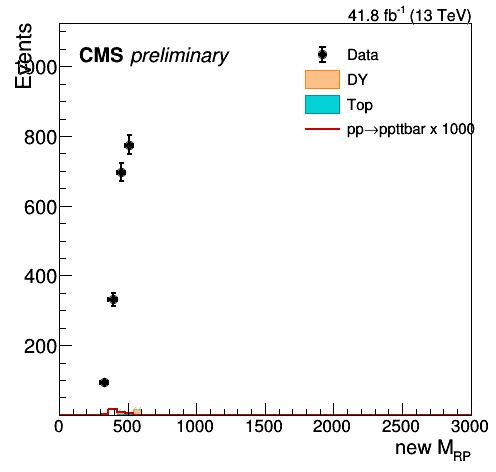 41.8 fb⁻¹ (13 TeV)
Events
CMS preliminary
Data
DY
Top
pp→ppttbar x 1000
1000
800
600
400
200
0 500 1000 1500 2000 2500 3000
new M_RP